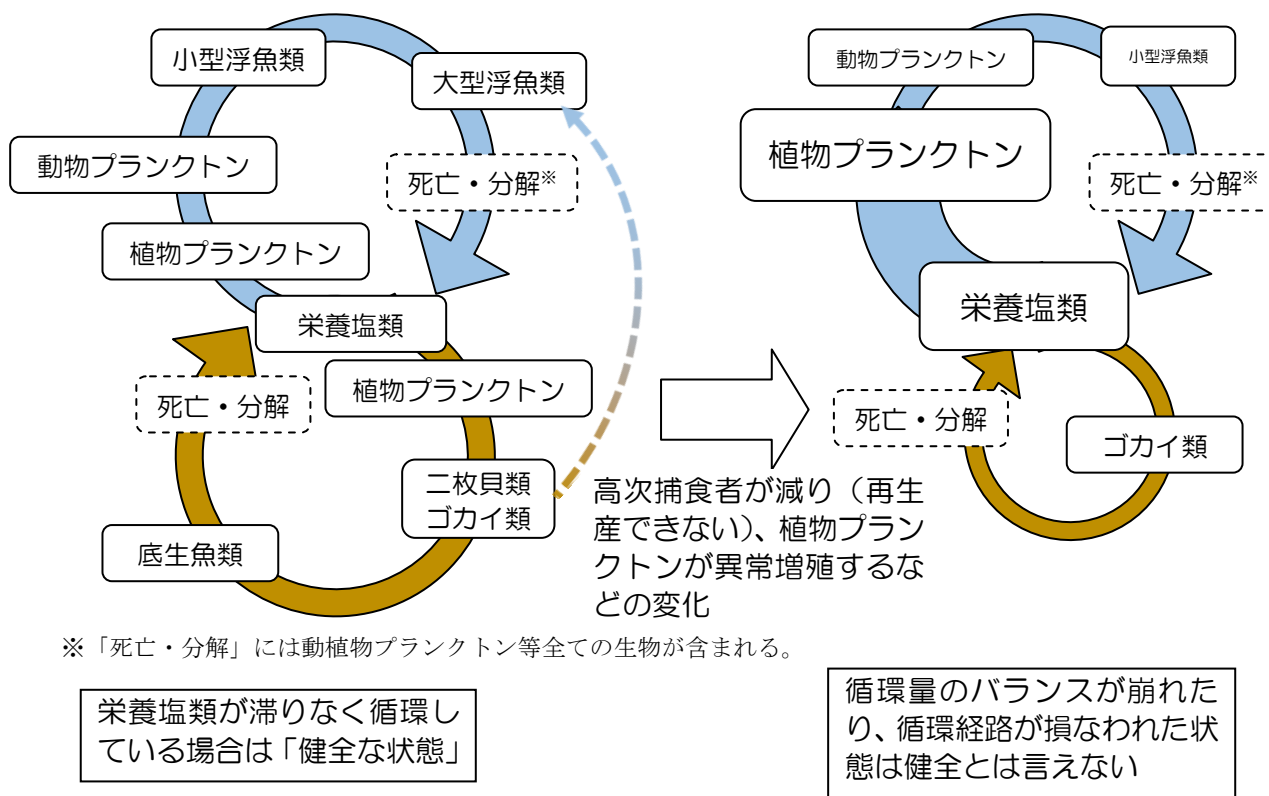 小型浮魚類
大型浮魚類
動物プランクトン
死亡・分解※
植物プランクトン
栄養塩類
死亡・分解
植物プランクトン
二枚貝類
ゴカイ類
底生魚類
高次捕食者が減り（再生
産できない）、植物プラン
クトンが異常増殖するな
どの変化
動物プランクトン
小型浮魚類
植物プランクトン
死亡・分解※
栄養塩類
死亡・分解
ゴカイ類
※「死亡・分解」には動植物プランクトン等全ての生物が含まれる。
栄養塩類が滞りなく循環し
ている場合は「健全な状態」
循環量のバランスが崩れた
り、循環経路が損なわれた状
態は健全とは言えない